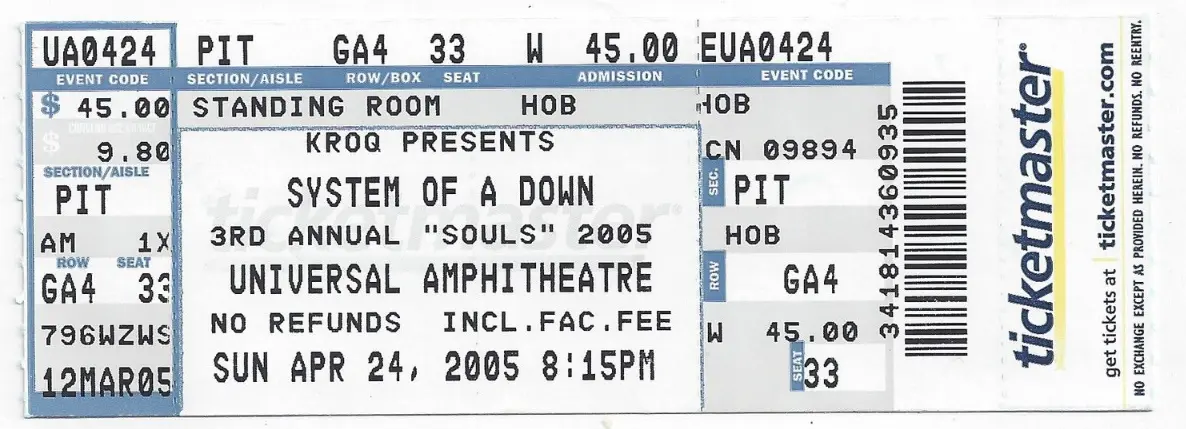 UA0424 PIT GA4 33 W 45.00 EUA0424
EVENT CODE SECTION/AISLE ROW/BOX SEAT ADMISSION EVENT CODE
$ 45.00 STANDING ROOM HOB HOB
$ 9.80 KROQ PRESENTS CN 09894
SECTION/AISLE
PIT SYSTEM OF A DOWN SEC. PIT
ticketmaster
AM 1X 3RD ANNUAL "SOULS" 2005 HOB
ROW SEAT
GA4 33 UNIVERSAL AMPHITHEATRE ROW GA4
796WZWS NO REFUNDS INCL.FAC.FEE W 45.00
12MAR05 SUN APR 24, 2005 8:15PM SEAT 33
341814360935
ticketmaster
get tickets at ticketmaster.com
NO EXCHANGE EXCEPT AS PROVIDED HEREIN. NO REFUNDS. NO REENTRY.